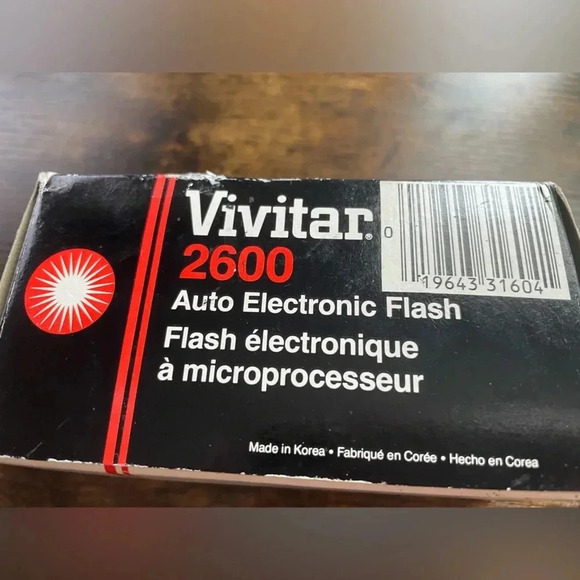 Vivitar®
2600
Auto Electronic Flash
Flash électronique
à microprocesseur
0 19643 31604
Made in Korea • Fabriqué en Corée • Hecho en Corea